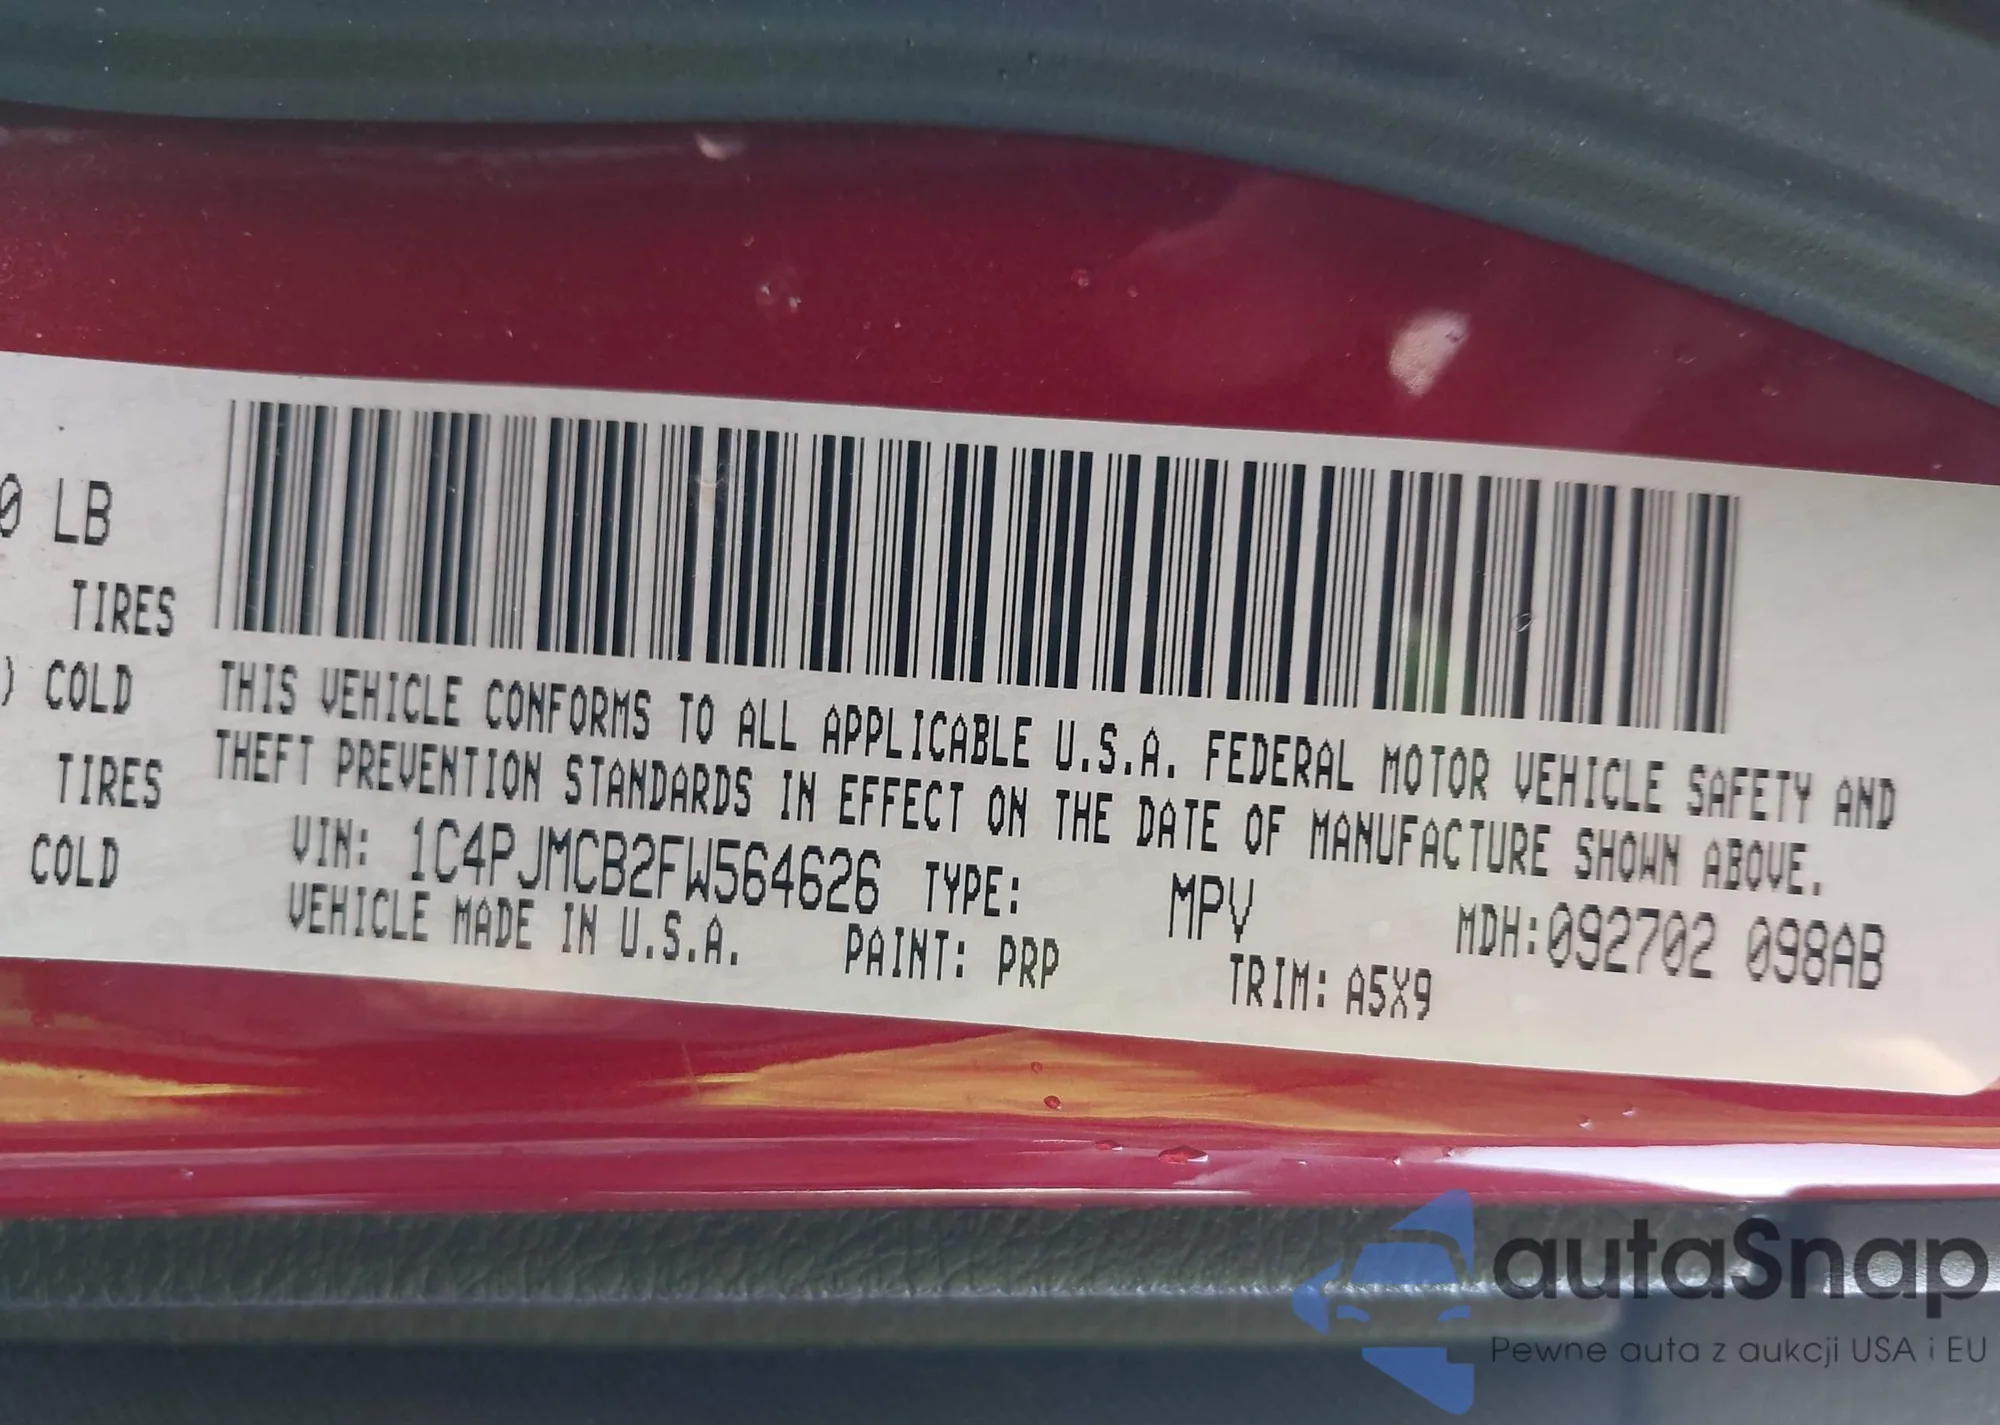 0 LB
TIRES
) COLD
TIRES
COLD
THIS VEHICLE CONFORMS TO ALL APPLICABLE U.S.A. FEDERAL MOTOR VEHICLE SAFETY AND
THEFT PREVENTION STANDARDS IN EFFECT ON THE DATE OF MANUFACTURE SHOWN ABOVE.
VIN: 1C4PJMCB2FW564626 TYPE: MPV MDH:092702 098AB
VEHICLE MADE IN U.S.A. PAINT: PRP TRIM: A5X9
autaSnap
Pewne auta z aukcji USA i EU